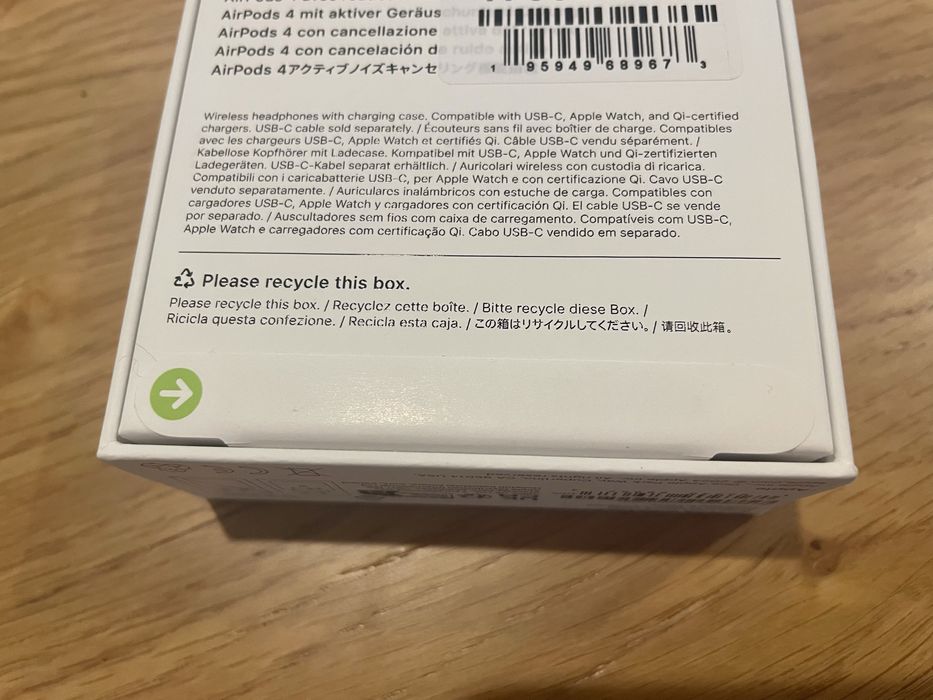 AirPods 4 mit aktiver Geräus
AirPods 4 con cancellazione attiva
AirPods 4 con cancelación de ruido
AirPods 4アクティブノイズキャンセリング
1 95949 68967 3
Wireless headphones with charging case. Compatible with USB-C, Apple Watch, and Qi-certified
chargers. USB-C cable sold separately. / Écouteurs sans fil avec boîtier de charge. Compatibles
avec les chargeurs USB-C, Apple Watch et certifiés Qi. Câble USB-C vendu séparément. /
Kabellose Kopfhörer mit Ladecase. Kompatibel mit USB-C, Apple Watch und Qi-zertifizierten
Ladegeräten. USB-C-Kabel separat erhältlich. / Auricolari wireless con custodia di ricarica.
Compatibili con i caricabatterie USB-C, per Apple Watch e con certificazione Qi. Cavo USB-C
venduto separatamente. / Auriculares inalámbricos con estuche de carga. Compatibles con
cargadores USB-C, Apple Watch y cargadores con certificación Qi. El cable USB-C se vende
por separado. / Auscultadores sem fios com caixa de carregamento. Compatíveis com USB-C,
Apple Watch e carregadores com certificação Qi. Cabo USB-C vendido em separado.
Please recycle this box.
Please recycle this box. / Recyclez cette boîte. / Bitte recycle diese Box. /
Ricicla questa confezione. / Recicla esta caja. / この箱はリサイクルしてください。/ 请回收此箱。